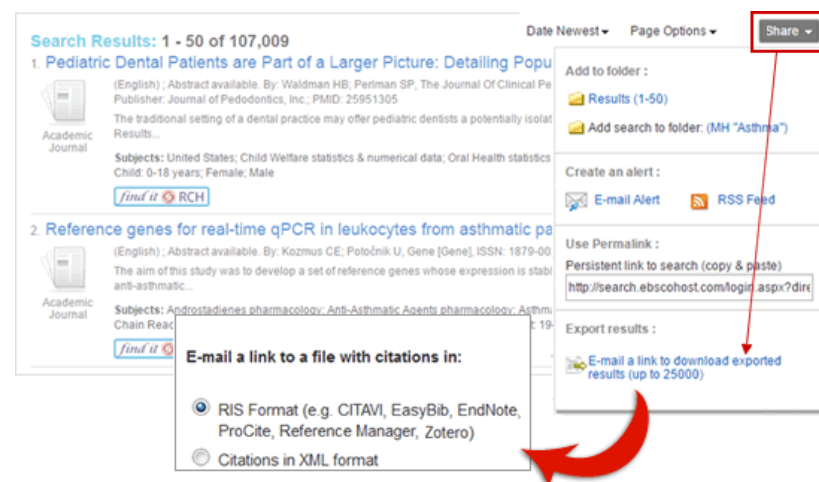 Search Results: 1 - 50 of 107,009
1. Pediatric Dental Patients are Part of a Larger Picture: Detailing Popu
(English) ; Abstract available. By: Waldman HB; Perlman SP, The Journal Of Clinical Pe
Publisher: Journal of Pedodontics, Inc.; PMID: 25951305
The traditional setting of a dental practice may offer pediatric dentists a potentially isolat
Results...
Academic
Journal
Subjects: United States; Child Welfare statistics & numerical data; Oral Health statistics
Child: 0-18 years; Female; Male
find it RCH
2. Reference genes for real-time qPCR in leukocytes from asthmatic pa
(English) ; Abstract available. By: Kozmus CE; Potočnik U, Gene [Gene], ISSN: 1879-00
The aim of this study was to develop a set of reference genes whose expression is stabl
anti-asthmatic...
Academic
Journal
Subjects: Androstadienes pharmacology; Anti-Asthmatic Agents pharmacology; Asthm
Chain Reac
t: 19-
find it
Date Newest
Page Options
Share
Add to folder :
Results (1-50)
Add search to folder: (MH "Asthma")
Create an alert :
E-mail Alert
RSS Feed
Use Permalink :
Persistent link to search (copy & paste)
http://search.ebscohost.com/login.aspx?dire
Export results :
E-mail a link to download exported
results (up to 25000)
E-mail a link to a file with citations in:
RIS Format (e.g. CITAVI, EasyBib, EndNote,
ProCite, Reference Manager, Zotero)
Citations in XML format